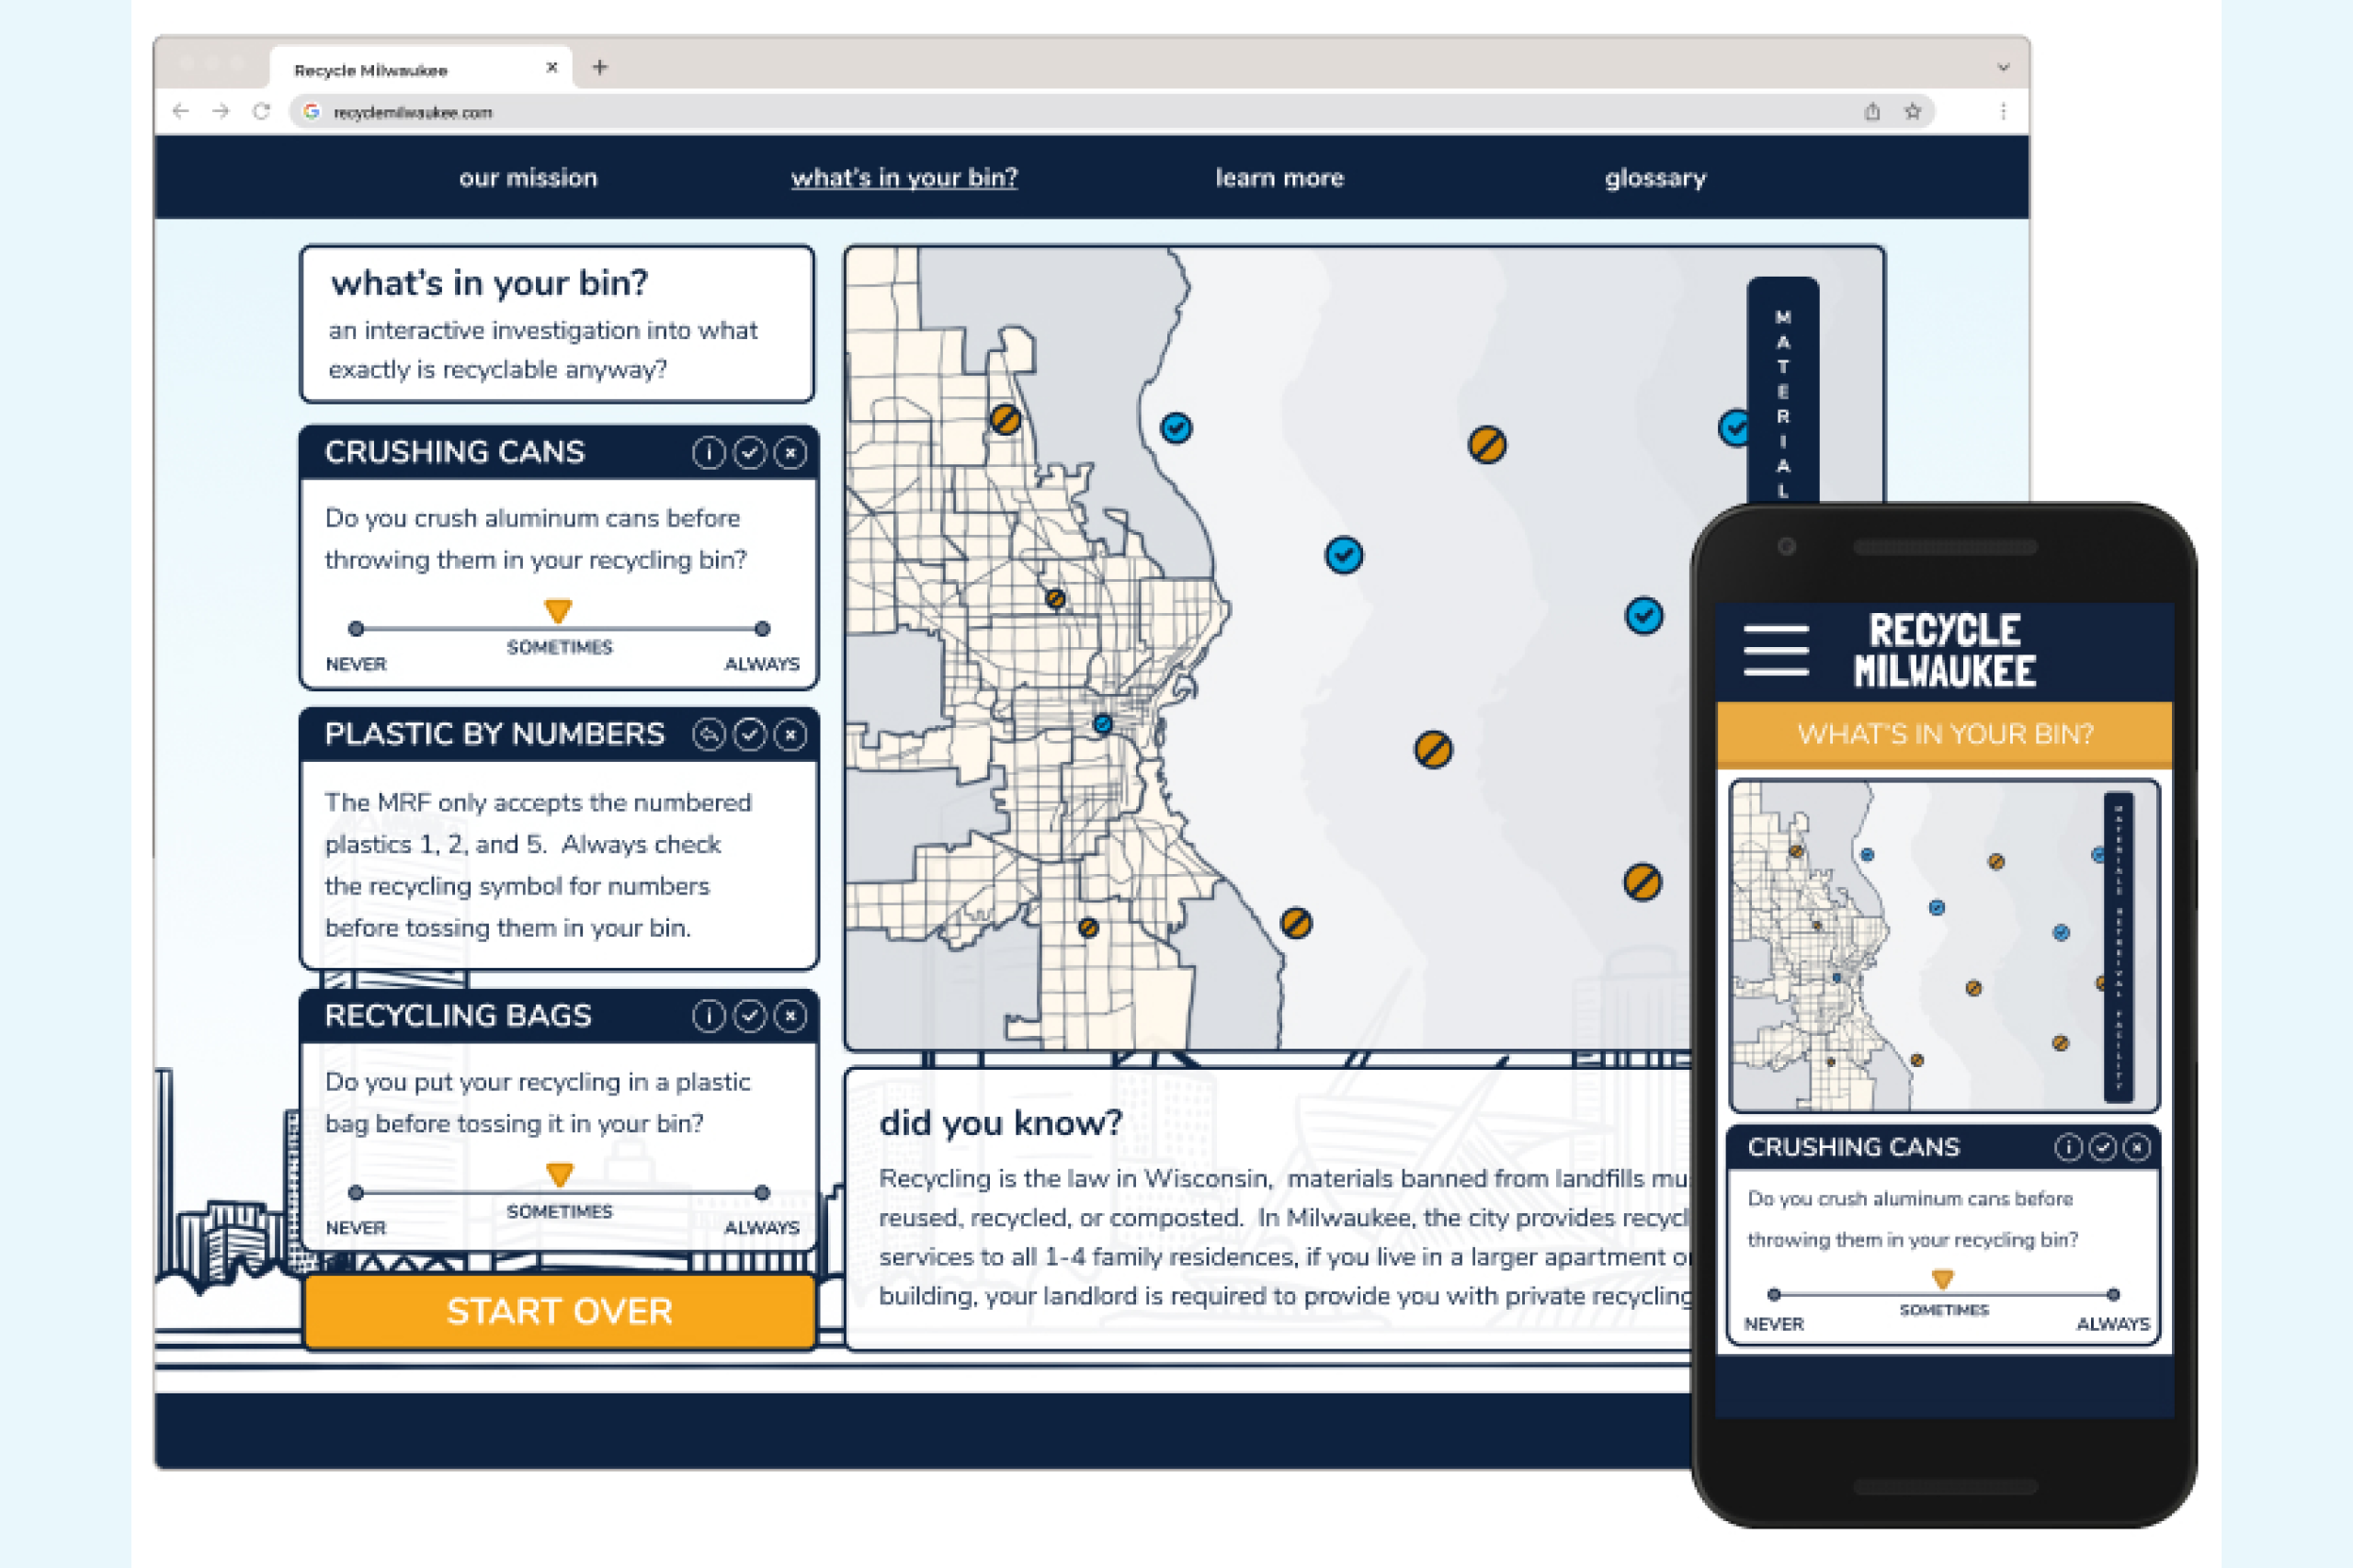 Recycle Milwaukee
recyclemilwaukee.com
our mission
what's in your bin?
learn more
glossary
what's in your bin?
an interactive investigation into what
exactly is recyclable anyway?
CRUSHING CANS
Do you crush aluminum cans before
throwing them in your recycling bin?
SOMETIMES
NEVER
ALWAYS
PLASTIC BY NUMBERS
The MRF only accepts the numbered
plastics 1, 2, and 5. Always check
the recycling symbol for numbers
before tossing them in your bin.
RECYCLING BAGS
Do you put your recycling in a plastic
bag before tossing it in your bin?
SOMETIMES
NEVER
ALWAYS
START OVER
MATERIAL
did you know?
Recycling is the law in Wisconsin, materials banned from landfills mu
reused, recycled, or composted. In Milwaukee, the city provides recycl
services to all 1-4 family residences, if you live in a larger apartment o
building, your landlord is required to provide you with private recycling
RECYCLE
MILWAUKEE
WHAT'S IN YOUR BIN?
MATERIALS RETRIEVAL FACILITY
CRUSHING CANS
Do you crush aluminum cans before
throwing them in your recycling bin?
SOMETIMES
NEVER
ALWAYS